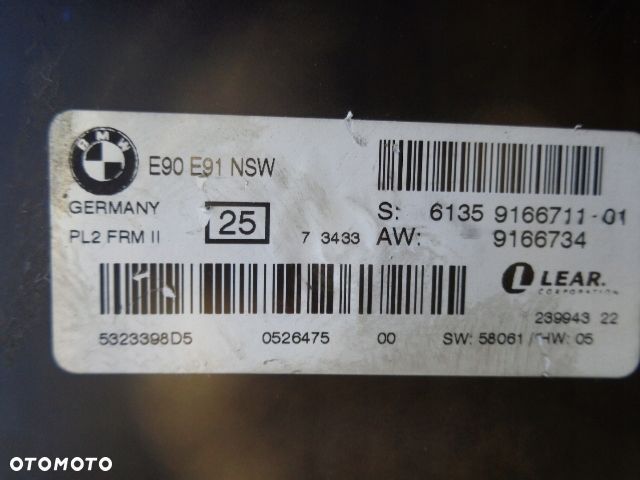 BMW
E90 E91 NSW
GERMANY
25
PL2 FRM II
7 3433
S: 6135 9166711-01
AW: 9166734
LEAR.
CORPORATION
239943 22
5323398D5 0526475 00 SW: 58061 / HW: 05
OTOMOTO